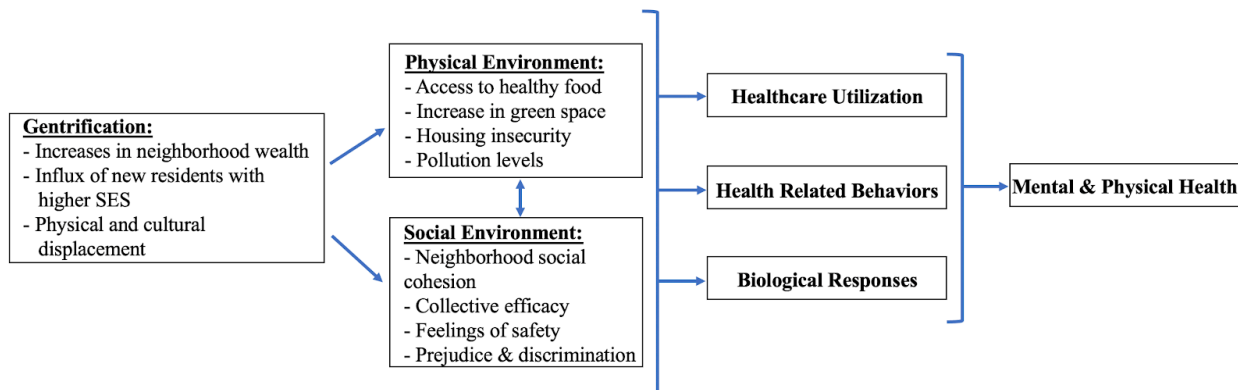 Gentrification:
- Increases in neighborhood wealth
- Influx of new residents with
higher SES
- Physical and cultural
displacement
Physical Environment:
- Access to healthy food
- Increase in green space
- Housing insecurity
- Pollution levels
Social Environment:
- Neighborhood social
cohesion
- Collective efficacy
- Feelings of safety
- Prejudice & discrimination
Healthcare Utilization
Health Related Behaviors
Biological Responses
Mental & Physical Health